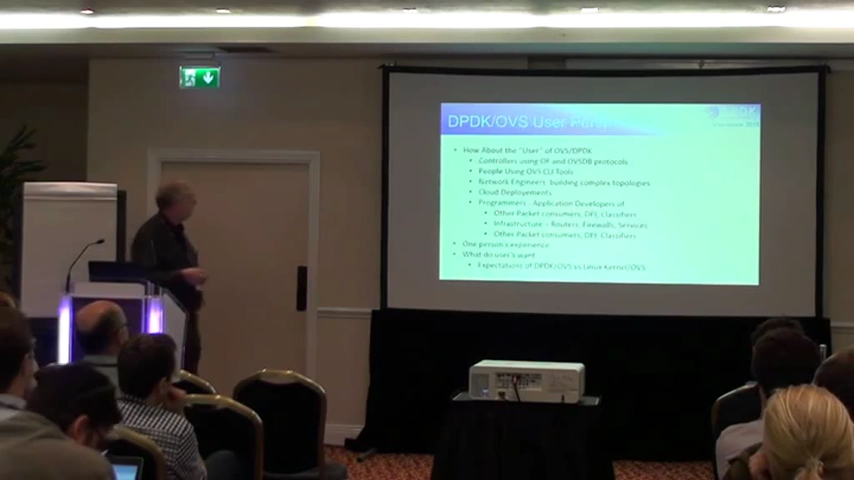 DPDK
DPDK/OVS User
How About the "User" of OVS/DPDK
Controllers using OF and OVSDB protocols
People Using OVS CLI Tools
Network Engineers building complex topologies
Cloud Deployements
Programmers - Application Developers of
Other Packet consumers, DPI, Classifiers
Infrastructure - Routers, Firewalls, Services
Other Packet consumers, DPI, Classifiers
One person's experience
What do user's want
Expectations of DPDK/OVS vs Linux Kernel/OVS